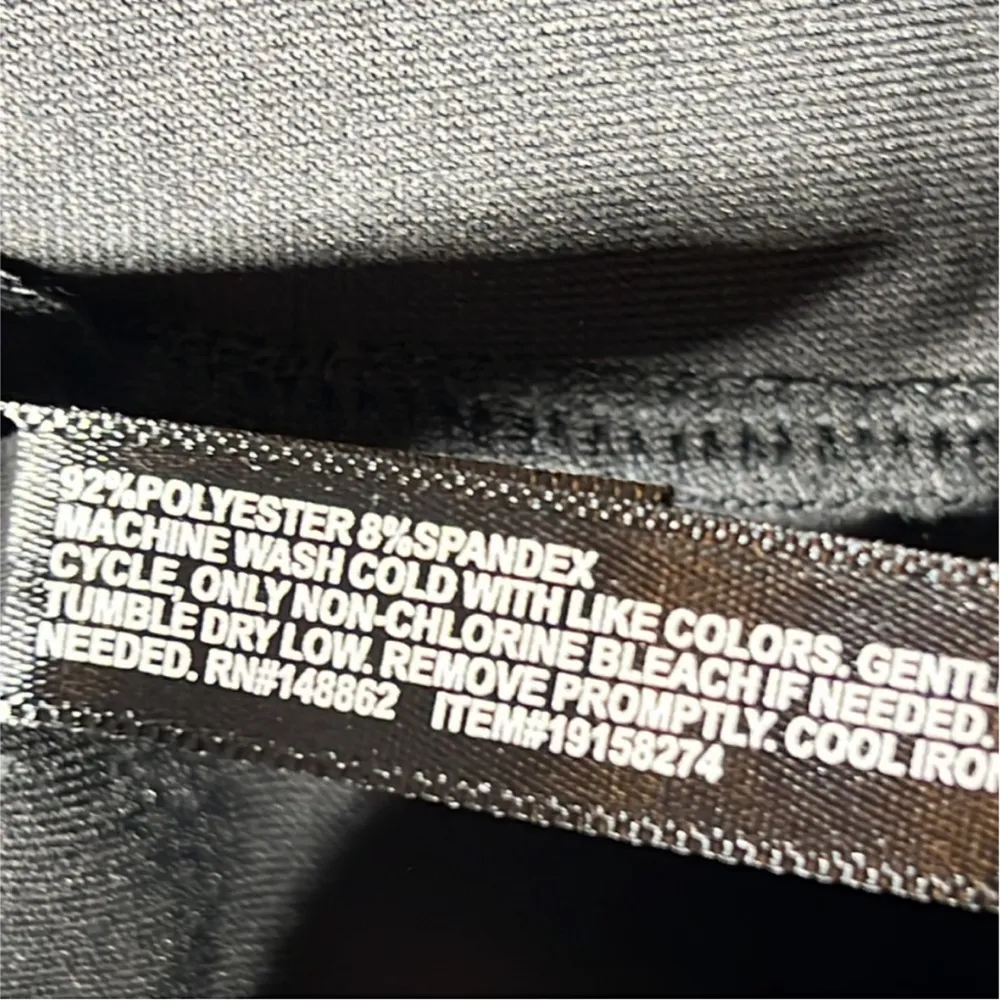 92%POLYESTER 8%SPANDEX
MACHINE WASH COLD WITH LIKE COLORS. GENTL
CYCLE, ONLY NON-CHLORINE BLEACH IF NEEDED.
TUMBLE DRY LOW. REMOVE PROMPTLY. COOL IRON
NEEDED. RN#148862 ITEM#19158274